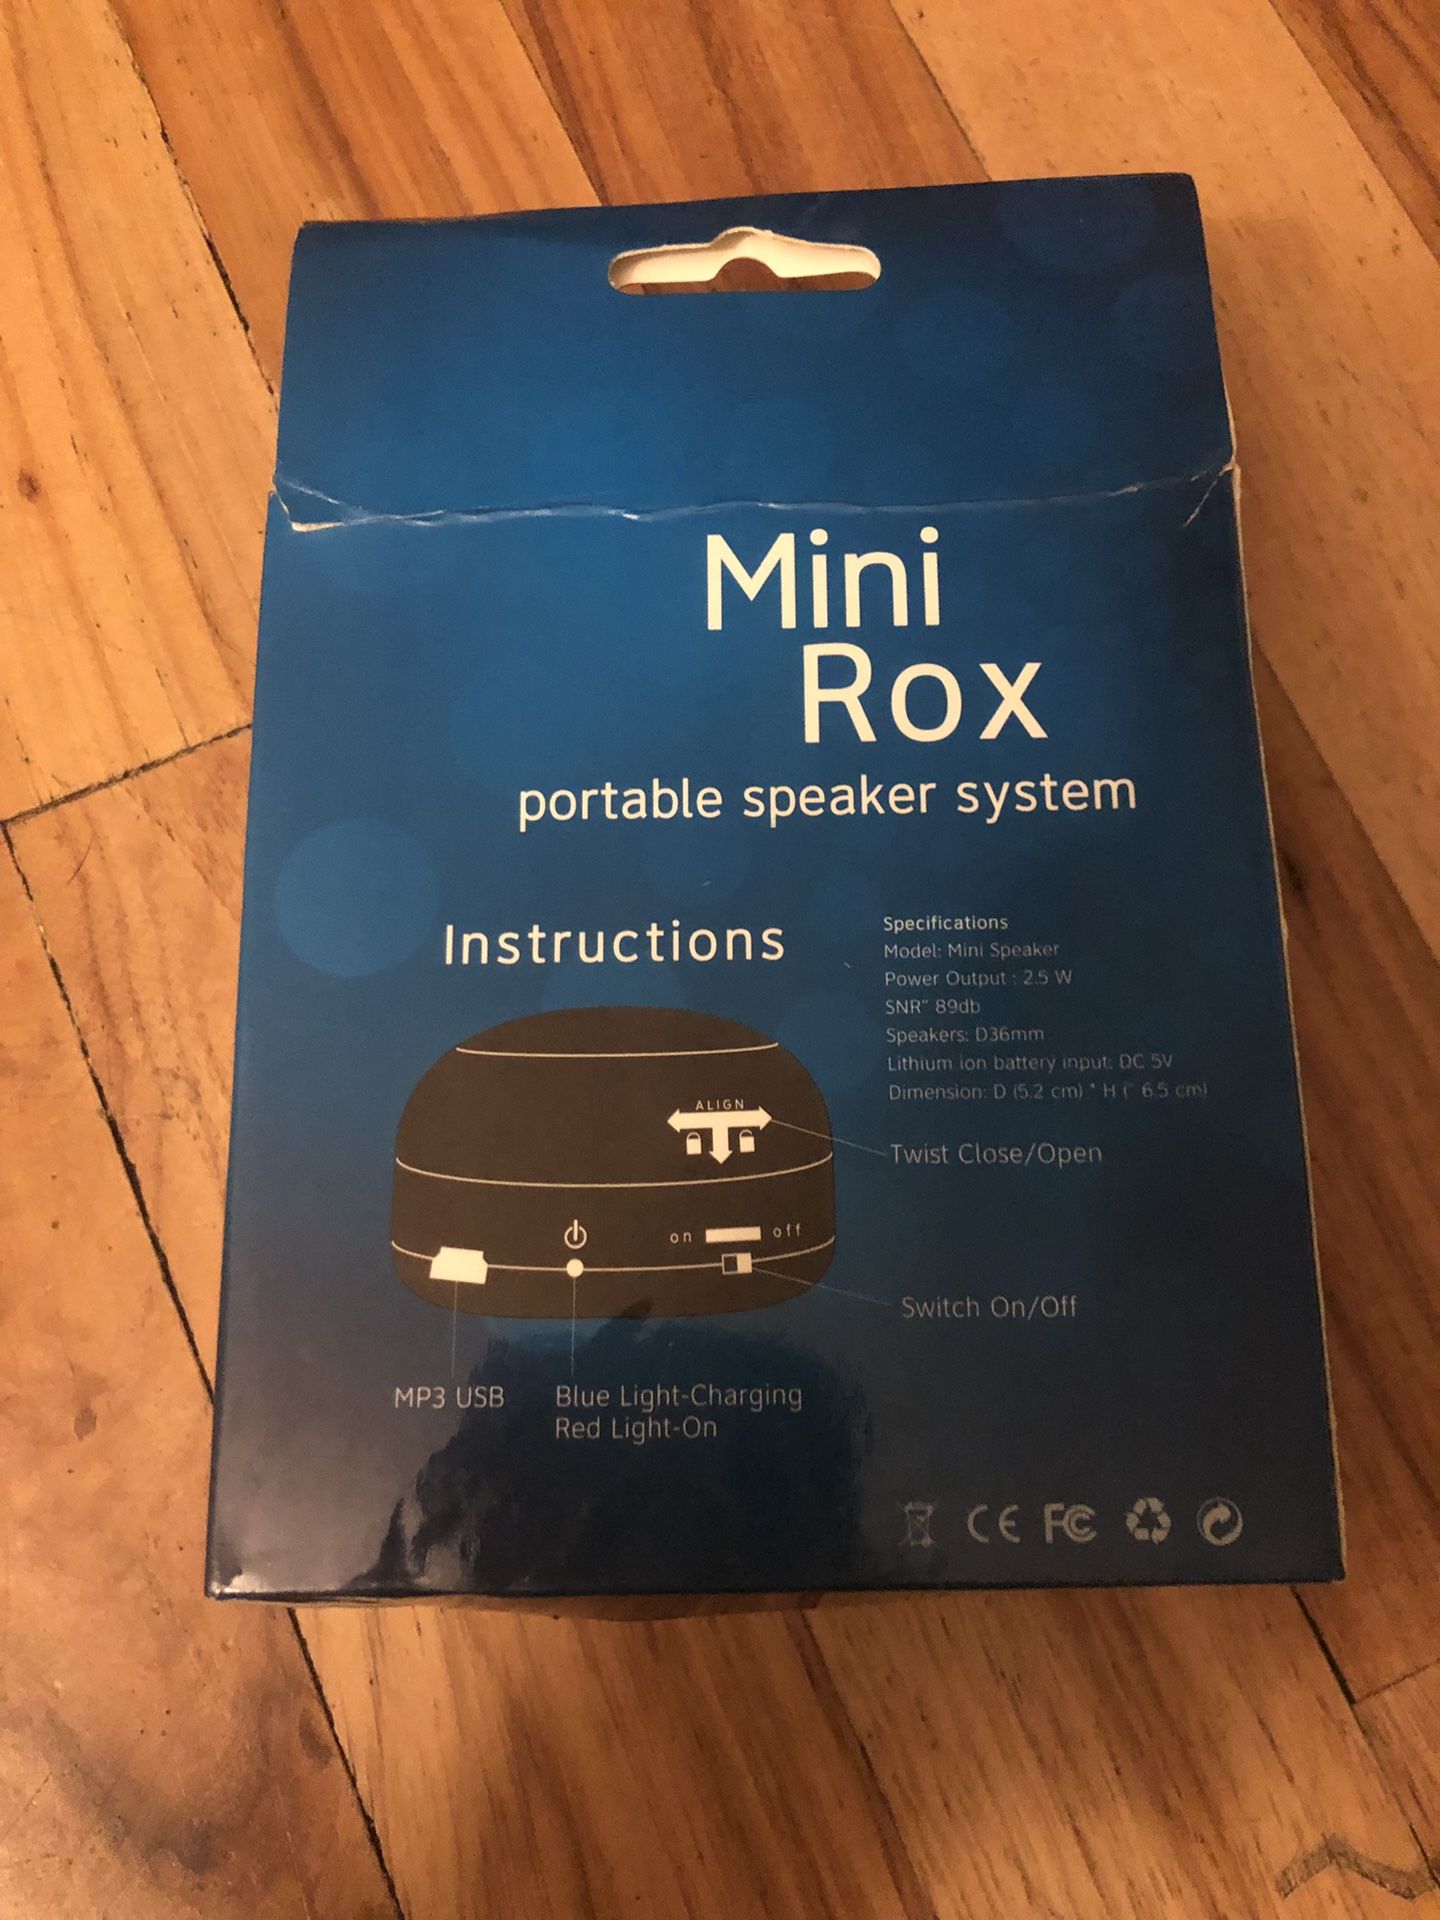 Mini
Rox
portable speaker system
Instructions
Specifications
Model: Mini Speaker
Power Output : 2.5 W
SNR" 89db
Speakers: D36mm
Lithium ion battery input: DC 5V
Dimension: D (5.2 cm) * H (" 6.5 cm)
ALIGN
Twist Close/Open
on off
Switch On/Off
MP3 USB
Blue Light-Charging
Red Light-On
CE FC